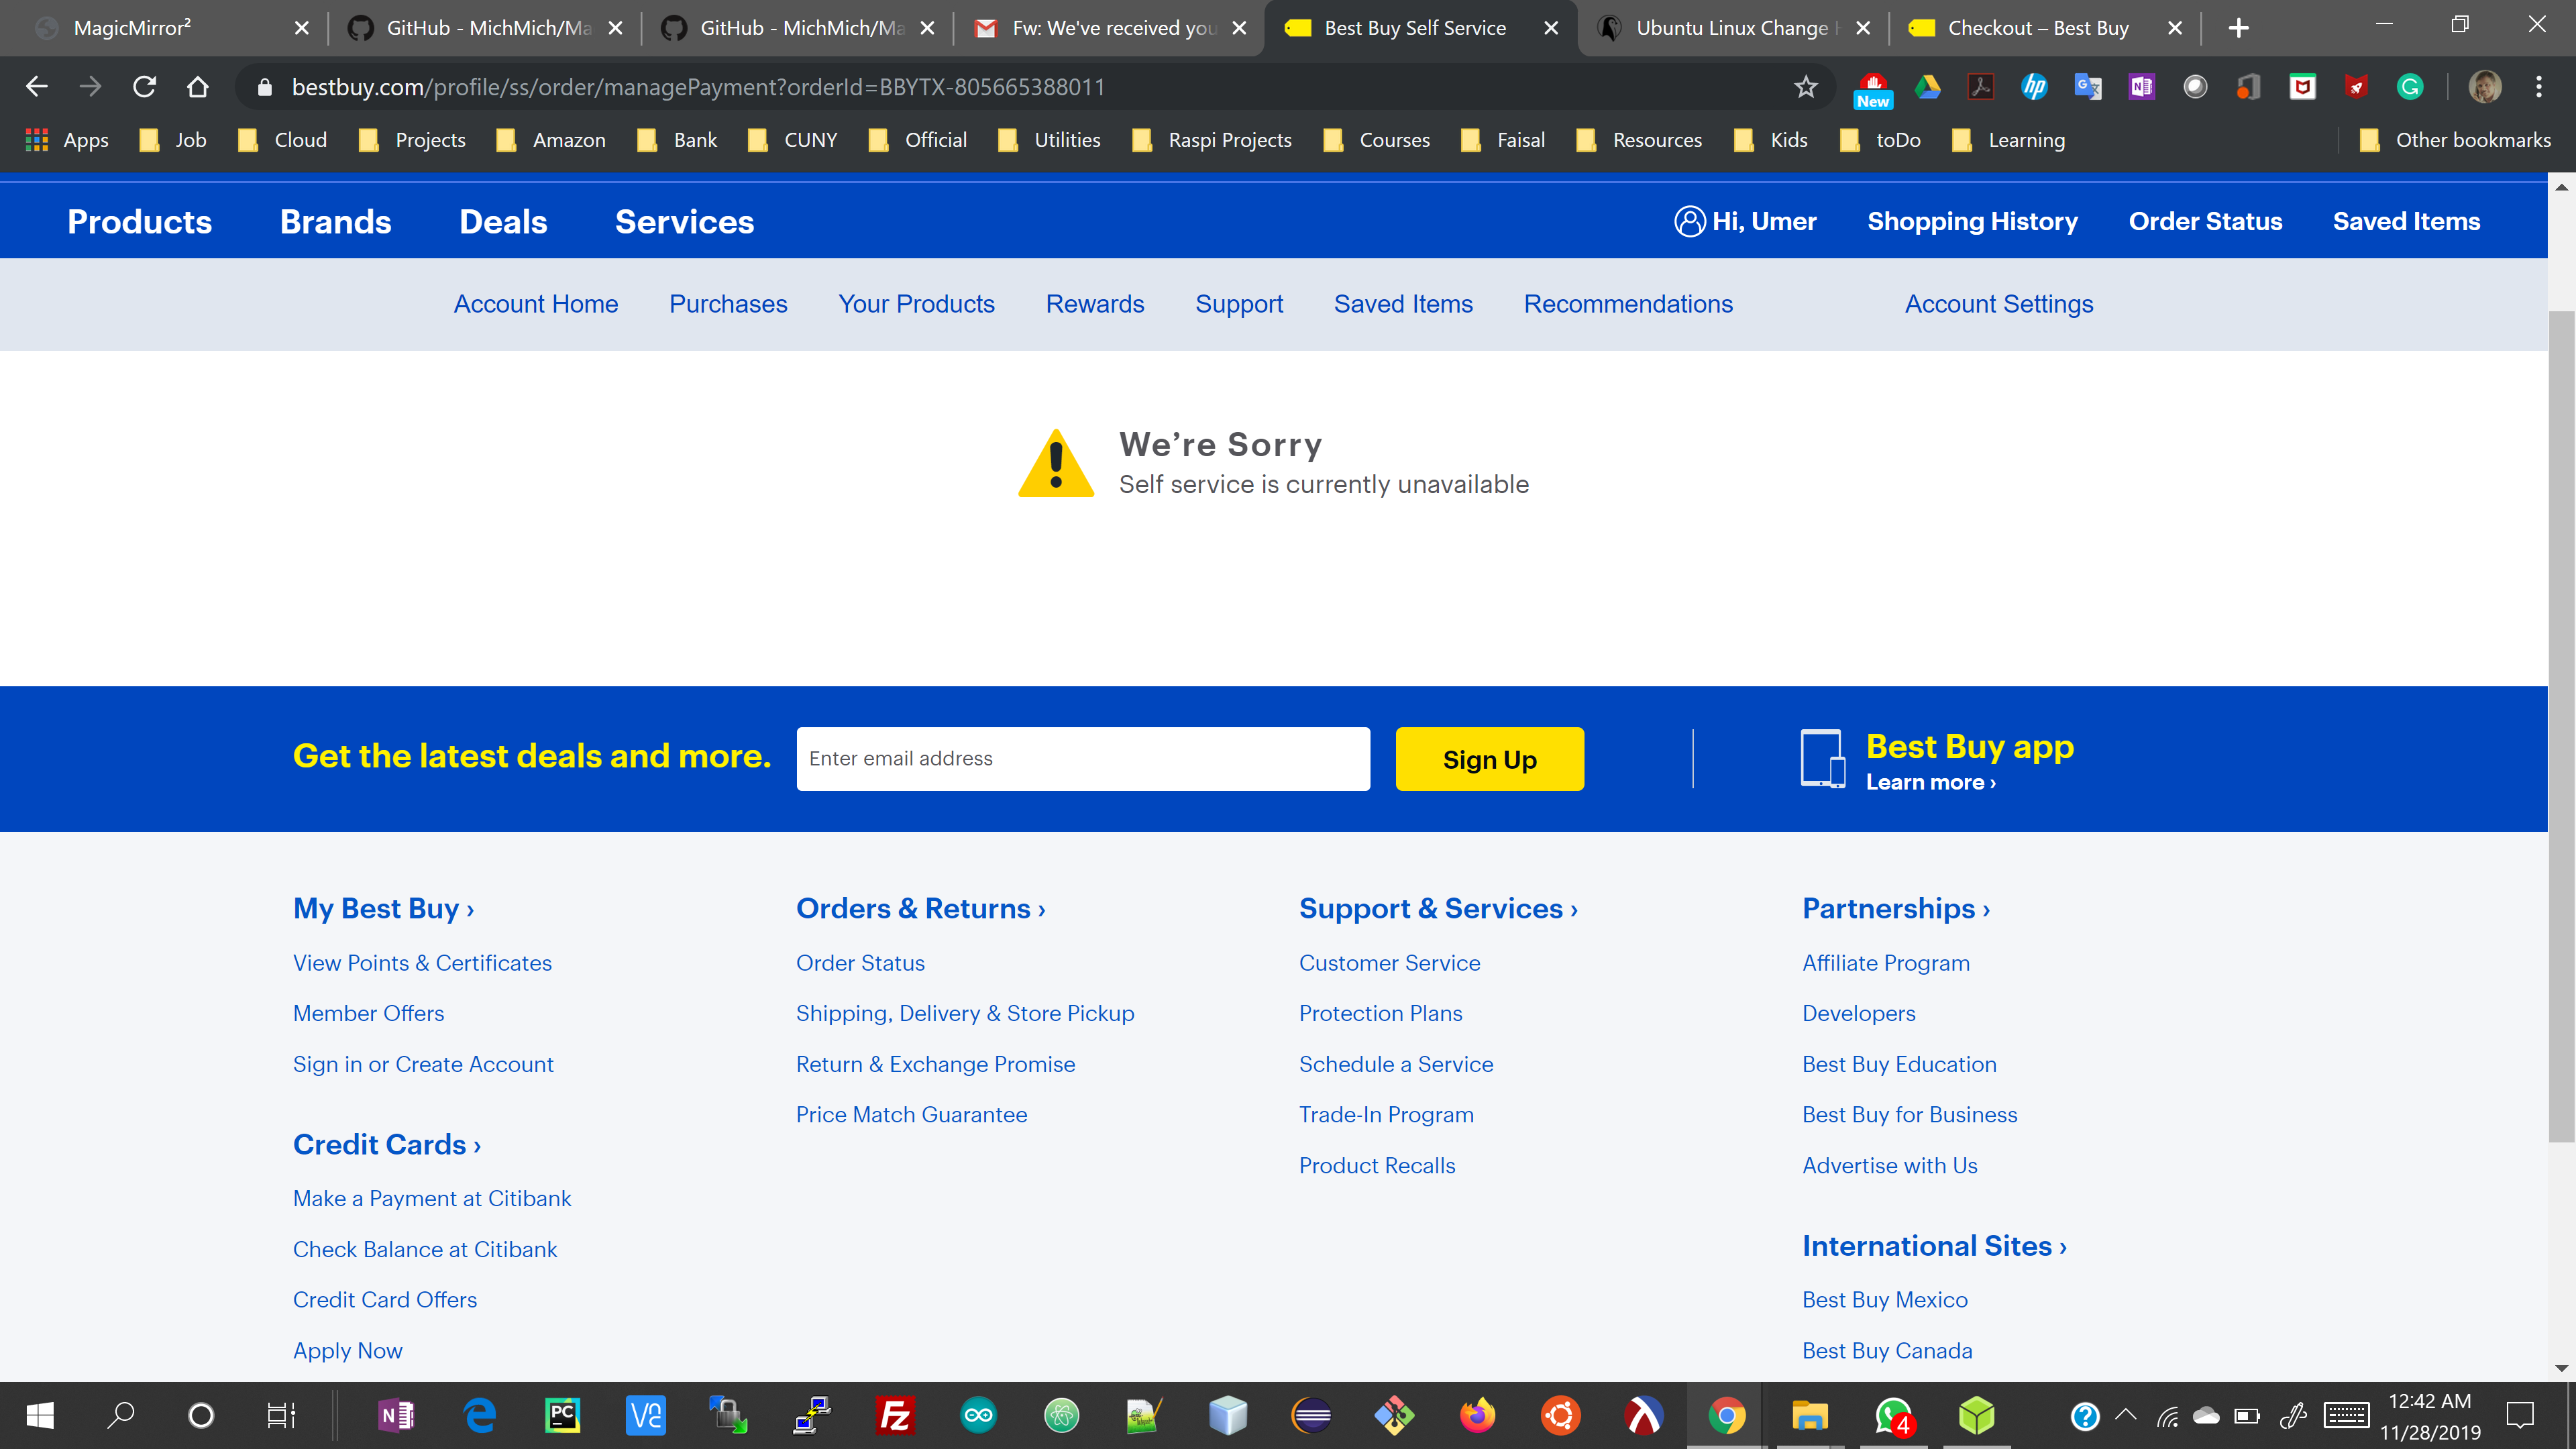 MagicMirror²
GitHub - MichMich/Ma
GitHub - MichMich/Ma
Fw: We've received you
Best Buy Self Service
Ubuntu Linux Change H
Checkout – Best Buy
bestbuy.com/profile/ss/order/managePayment?orderId=BBYTX-805665388011
New
Apps
Job
Cloud
Projects
Amazon
Bank
CUNY
Official
Utilities
Raspi Projects
Courses
Faisal
Resources
Kids
toDo
Learning
Other bookmarks
Products
Brands
Deals
Services
Hi, Umer
Shopping History
Order Status
Saved Items
Account Home
Purchases
Your Products
Rewards
Support
Saved Items
Recommendations
Account Settings
We’re Sorry
Self service is currently unavailable
Get the latest deals and more.
Enter email address
Sign Up
Best Buy app
Learn more ›
My Best Buy ›
View Points & Certificates
Member Offers
Sign in or Create Account
Credit Cards ›
Make a Payment at Citibank
Check Balance at Citibank
Credit Card Offers
Apply Now
Orders & Returns ›
Order Status
Shipping, Delivery & Store Pickup
Return & Exchange Promise
Price Match Guarantee
Support & Services ›
Customer Service
Protection Plans
Schedule a Service
Trade-In Program
Product Recalls
Partnerships ›
Affiliate Program
Developers
Best Buy Education
Best Buy for Business
Advertise with Us
International Sites ›
Best Buy Mexico
Best Buy Canada
4
12:42 AM
11/28/2019